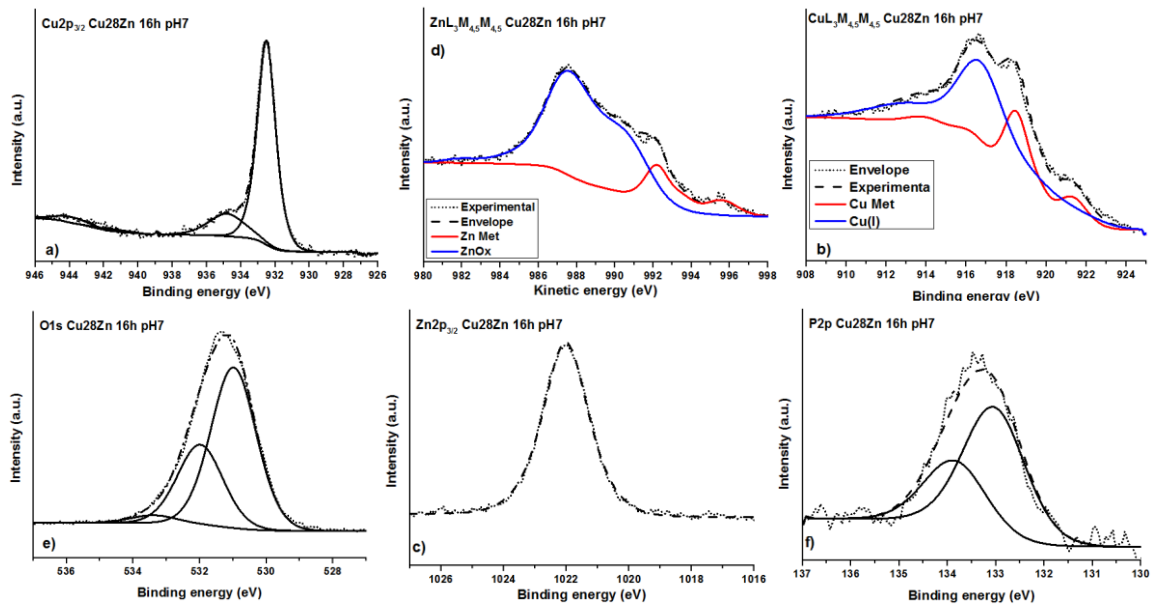 Cu2p3/2 Cu28Zn 16h pH7
Intensity (a.u.)
a)
946 944 942 940 938 936 934 932 930 928 926
Binding energy (eV)
ZnL3M4,5M4,5 Cu28Zn 16h pH7
d)
Intensity (a.u.)
Experimental
Envelope
Zn Met
ZnOx
980 982 984 986 988 990 992 994 996 998
Kinetic energy (eV)
CuL3M4,5M4,5 Cu28Zn 16h pH7
Intensity (a.u.)
Envelope
Experimenta
Cu Met
Cu(I)
b)
908 910 912 914 916 918 920 922 924
Binding energy (eV)
O1s Cu28Zn 16h pH7
Intensity (a.u.)
e)
536 534 532 530 528
Binding energy (eV)
Zn2p3/2 Cu28Zn 16h pH7
Intensity (a.u.)
c)
1026 1024 1022 1020 1018 1016
Binding energy (eV)
P2p Cu28Zn 16h pH7
Intensity (a.u.)
f)
137 136 135 134 133 132 131 130
Binding energy (eV)